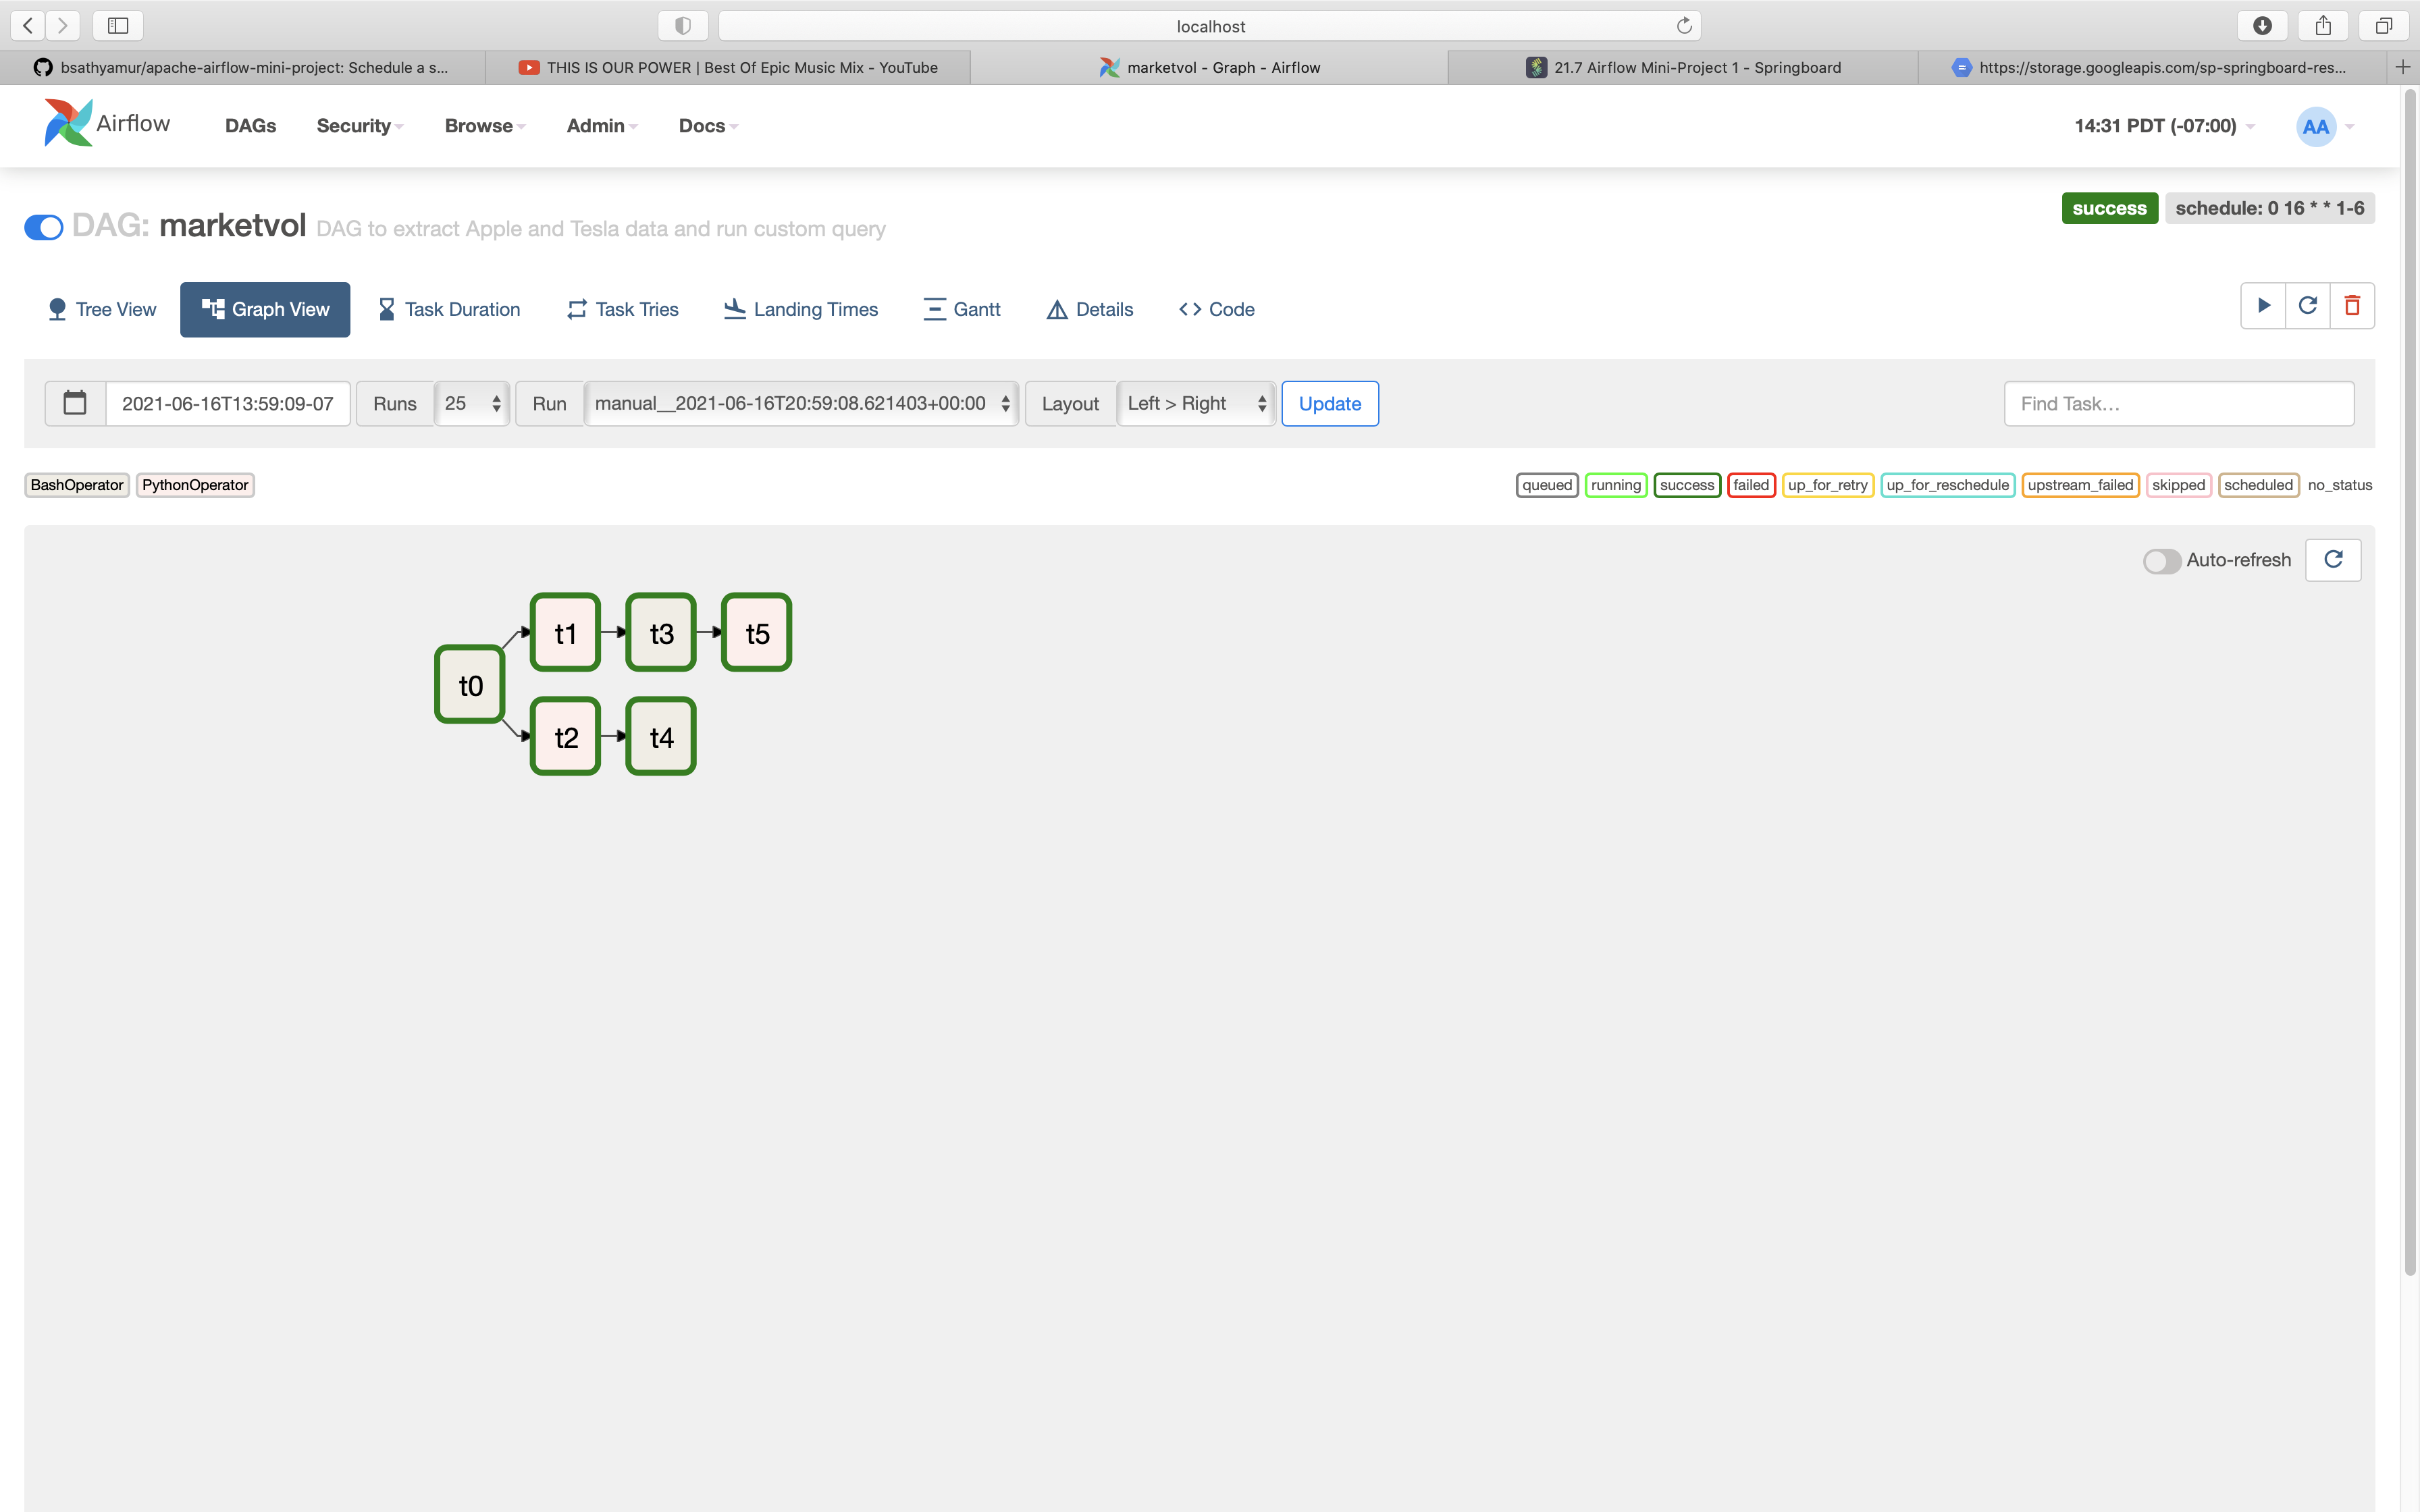 localhost
bsathyamur/apache-airflow-mini-project: Schedule a s...
THIS IS OUR POWER | Best Of Epic Music Mix - YouTube
marketvol - Graph - Airflow
21.7 Airflow Mini-Project 1 - Springboard
https://storage.googleapis.com/sp-springboard-res...
Airflow DAGs Security Browse Admin Docs 14:31 PDT (-07:00) AA
DAG: marketvol DAG to extract Apple and Tesla data and run custom query
success schedule: 0 16 * * 1-6
Tree View Graph View Task Duration Task Tries Landing Times Gantt Details Code
2021-06-16T13:59:09-07 Runs 25 Run manual__2021-06-16T20:59:08.621403+00:00 Layout Left > Right Update Find Task...
BashOperator PythonOperator queued running success failed up_for_retry up_for_reschedule upstream_failed skipped scheduled no_status
Auto-refresh
t1 t3 t5
t0
t2 t4